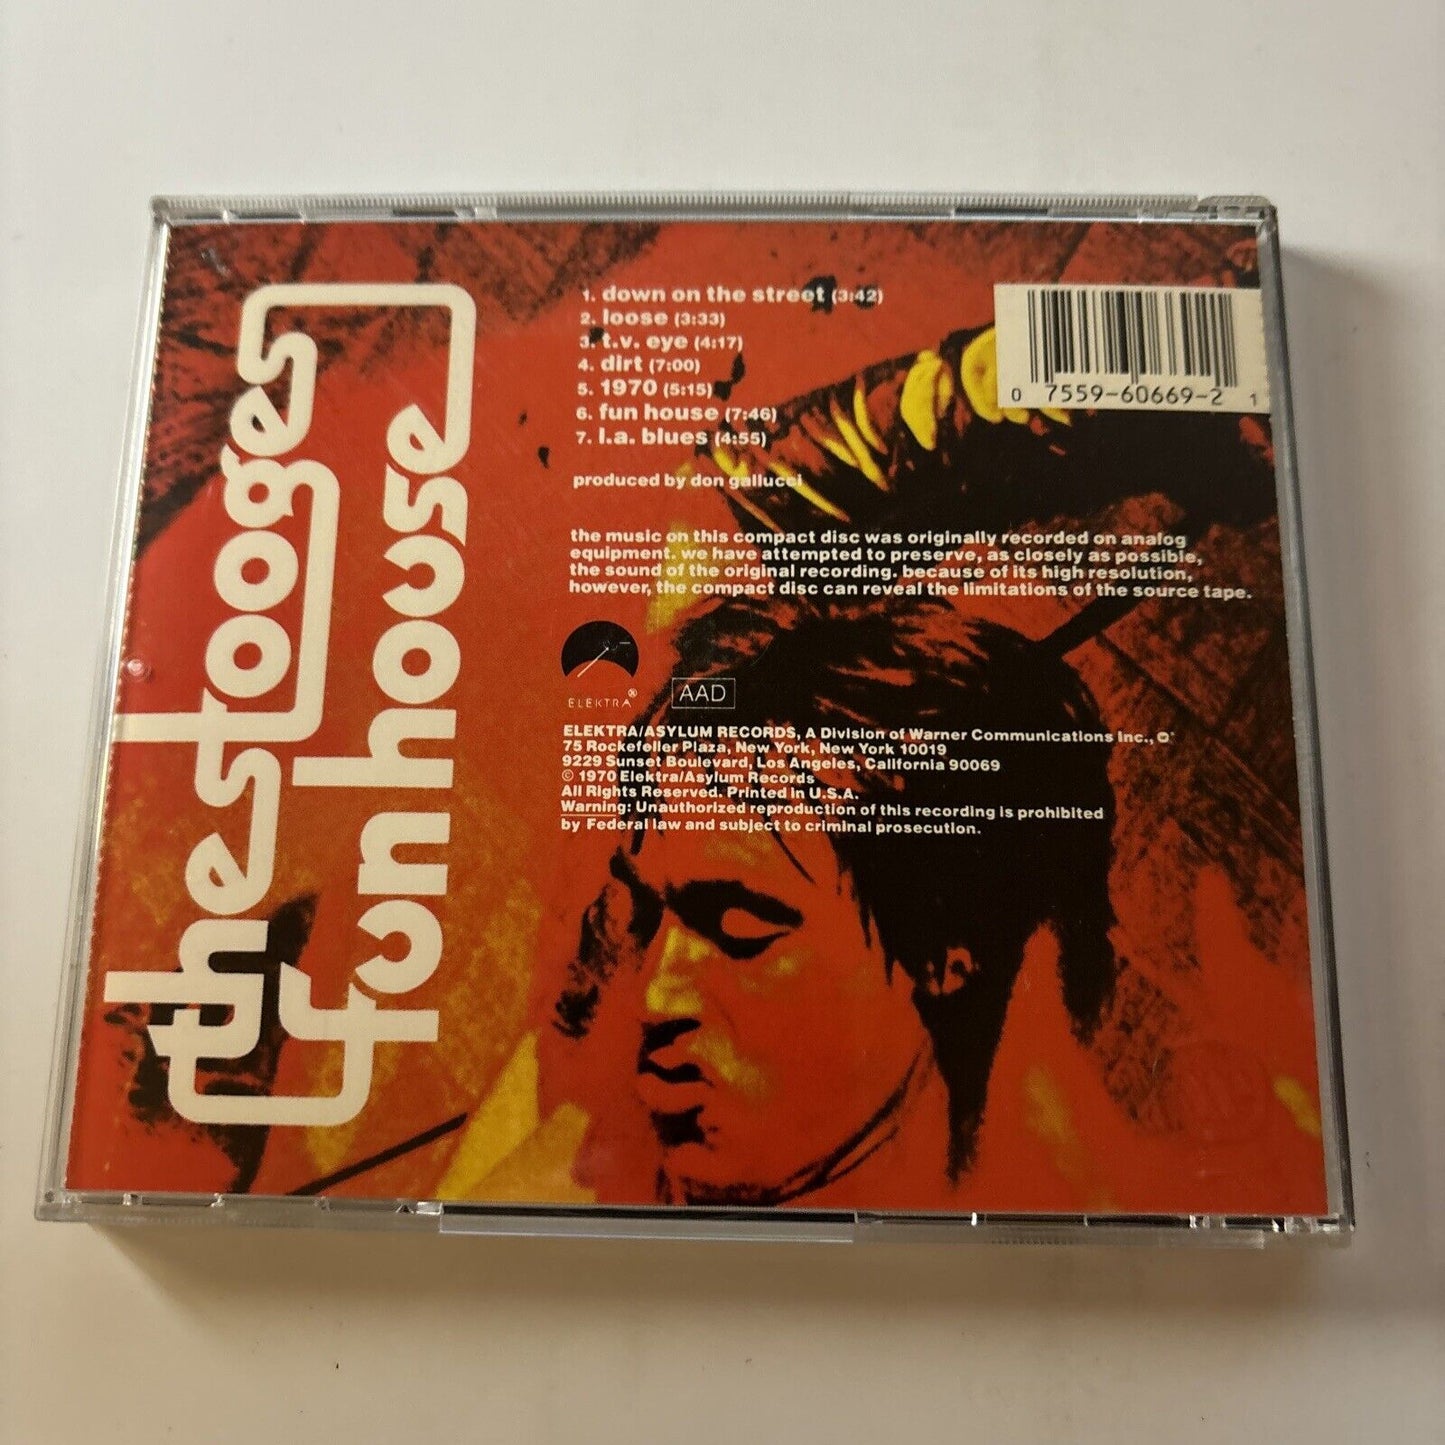 the stooges
fun house
1. down on the street (3:42)
2. loose (3:33)
3. t.v. eye (4:17)
4. dirt (7:00)
5. 1970 (5:15)
6. fun house (7:46)
7. l.a. blues (4:55)
0 7559-60669-2 1
produced by don gallucci
the music on this compact disc was originally recorded on analog
equipment. we have attempted to preserve, as closely as possible,
the sound of the original recording. because of its high resolution,
however, the compact disc can reveal the limitations of the source tape.
ELEKTRA®
AAD
ELEKTRA/ASYLUM RECORDS, A Division of Warner Communications Inc.,
75 Rockefeller Plaza, New York, New York 10019
9229 Sunset Boulevard, Los Angeles, California 90069
© 1970 Elektra/Asylum Records
All Rights Reserved. Printed in U.S.A.
Warning: Unauthorized reproduction of this recording is prohibited
by Federal law and subject to criminal prosecution.